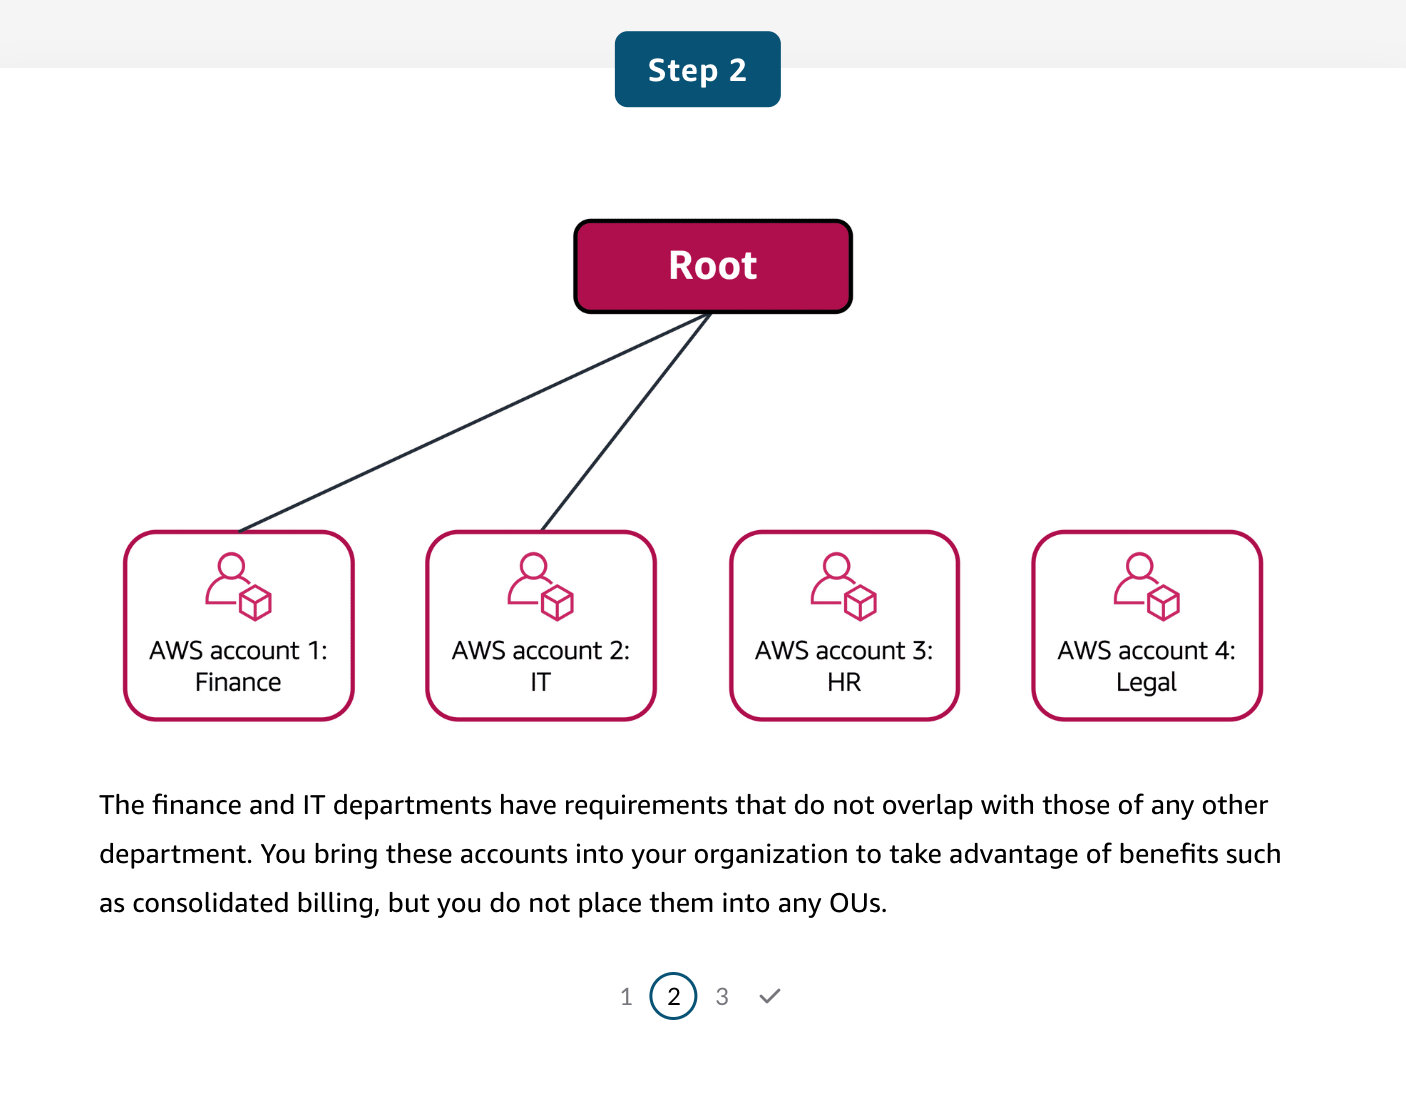 Step 2
Root
AWS account 1:
Finance
AWS account 2:
IT
AWS account 3:
HR
AWS account 4:
Legal
The finance and IT departments have requirements that do not overlap with those of any other
department. You bring these accounts into your organization to take advantage of benefits such
as consolidated billing, but you do not place them into any OUs.
1 2 3